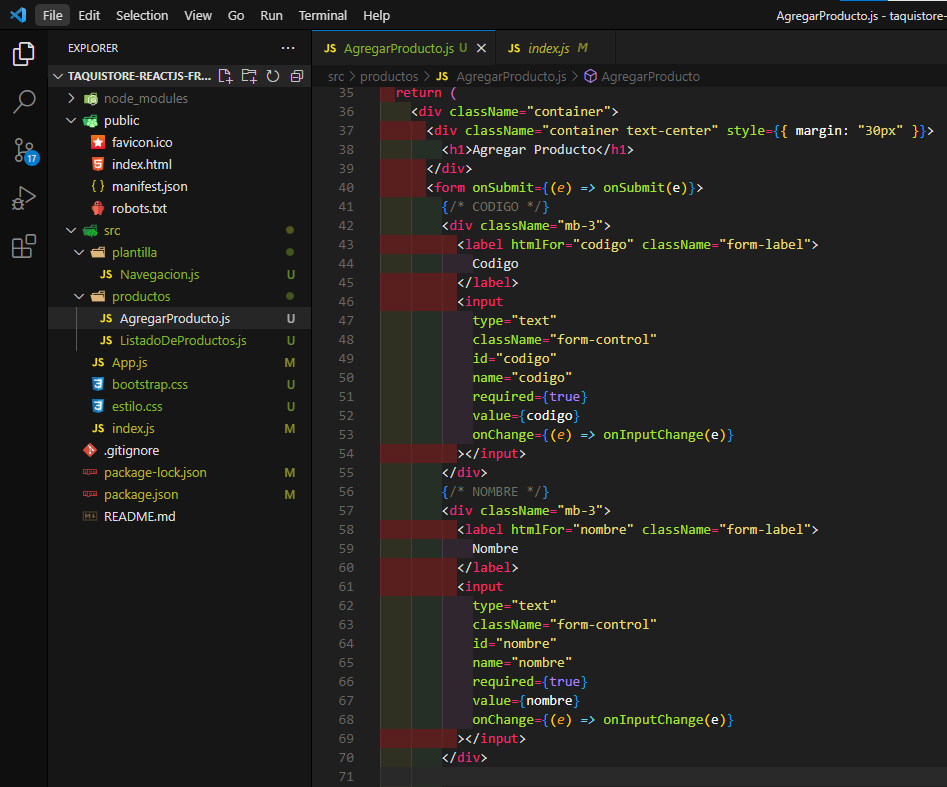 File Edit Selection View Go Run Terminal Help AgregarProducto.js - taquistore-
EXPLORER ...
TAQUISTORE-REACTJS-FR...
node_modules
public
favicon.ico
index.html
manifest.json
robots.txt
src
plantilla
JS Navegacion.js U
productos
JS AgregarProducto.js U
JS ListadoDeProductos.js U
JS App.js M
bootstrap.css U
estilo.css U
JS index.js M
.gitignore
package-lock.json M
package.json M
README.md
17
JS AgregarProducto.js U JS index.js M
src > productos > JS AgregarProducto.js > AgregarProducto
35 return (
36 <div className="container">
37 <div className="container text-center" style={{ margin: "30px" }}>
38 <h1>Agregar Producto</h1>
39 </div>
40 <form onSubmit={(e) => onSubmit(e)}>
41 {/* CODIGO */}
42 <div className="mb-3">
43 <label htmlFor="codigo" className="form-label">
44 Codigo
45 </label>
46 <input
47 type="text"
48 className="form-control"
49 id="codigo"
50 name="codigo"
51 required={true}
52 value={codigo}
53 onChange={(e) => onInputChange(e)}
54 ></input>
55 </div>
56 {/* NOMBRE */}
57 <div className="mb-3">
58 <label htmlFor="nombre" className="form-label">
59 Nombre
60 </label>
61 <input
62 type="text"
63 className="form-control"
64 id="nombre"
65 name="nombre"
66 required={true}
67 value={nombre}
68 onChange={(e) => onInputChange(e)}
69 ></input>
70 </div>
71